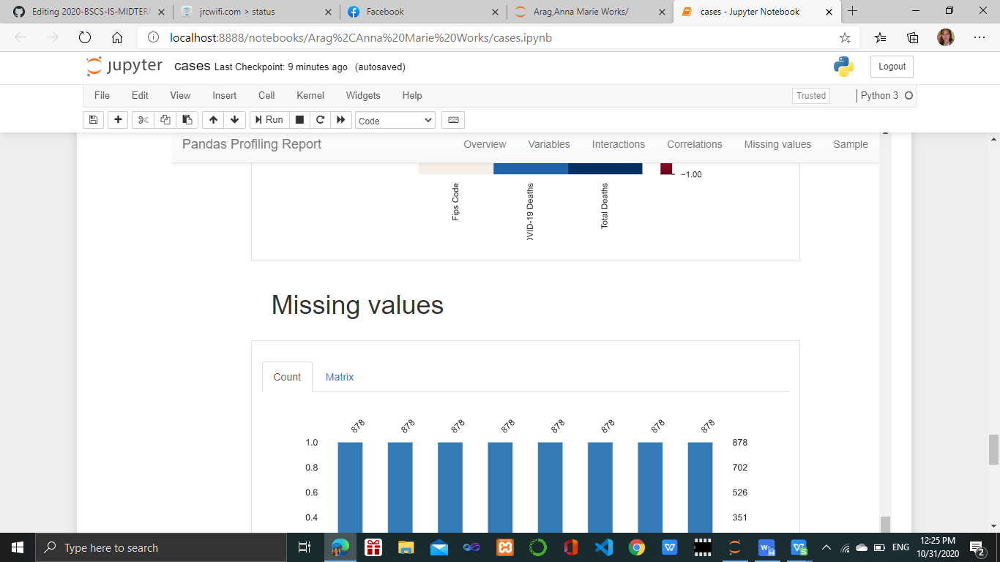 Editing 2020-BSCS-IS-MIDTER
jrcwifi.com > status
Facebook
Arag,Anna Marie Works/
cases - Jupyter Notebook
localhost:8888/notebooks/Arag%2CAnna%20Marie%20Works/cases.ipynb
jupyter cases Last Checkpoint: 9 minutes ago (autosaved)
Logout
File Edit View Insert Cell Kernel Widgets Help
Trusted
Python 3
Run
Code
Pandas Profiling Report
Overview Variables Interactions Correlations Missing values Sample
−1.00
Fips Code
OVID-19 Deaths
Total Deaths
Missing values
Count Matrix
878 878 878 878 878 878 878 878
1.0 878
0.8 702
0.6 526
0.4 351
Type here to search
ENG
12:25 PM
10/31/2020
2